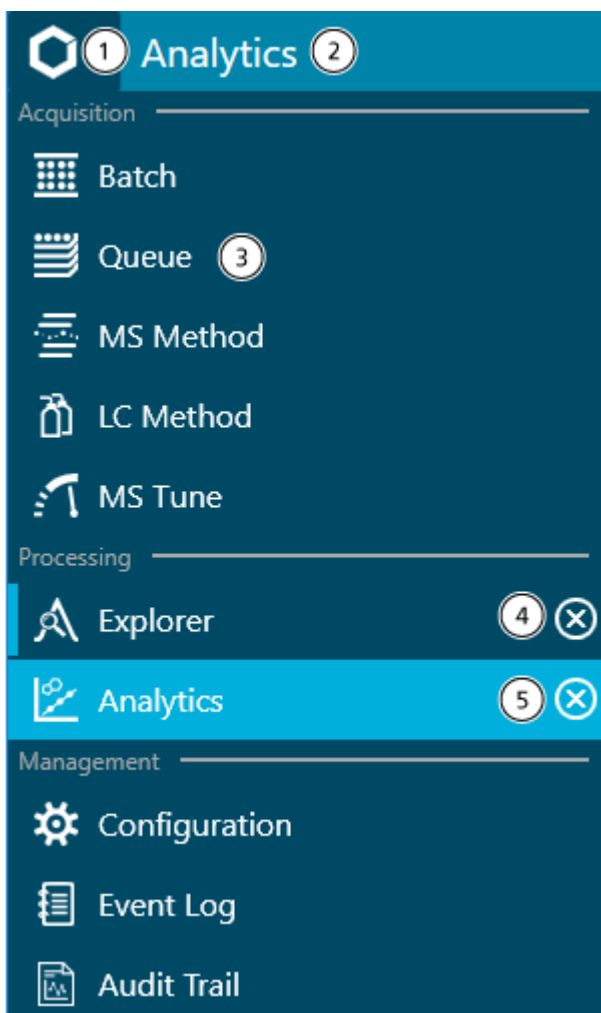 1 Analytics 2
Acquisition
Batch
Queue 3
MS Method
LC Method
MS Tune
Processing
Explorer 4
Analytics 5
Management
Configuration
Event Log
Audit Trail